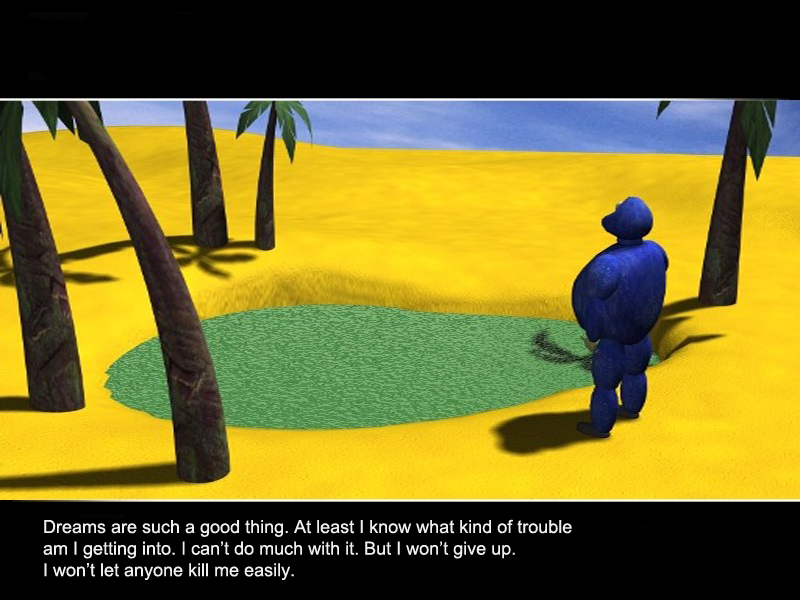 Dreams are such a good thing. At least I know what kind of trouble
am I getting into. I can't do much with it. But I won't give up.
I won't let anyone kill me easily.